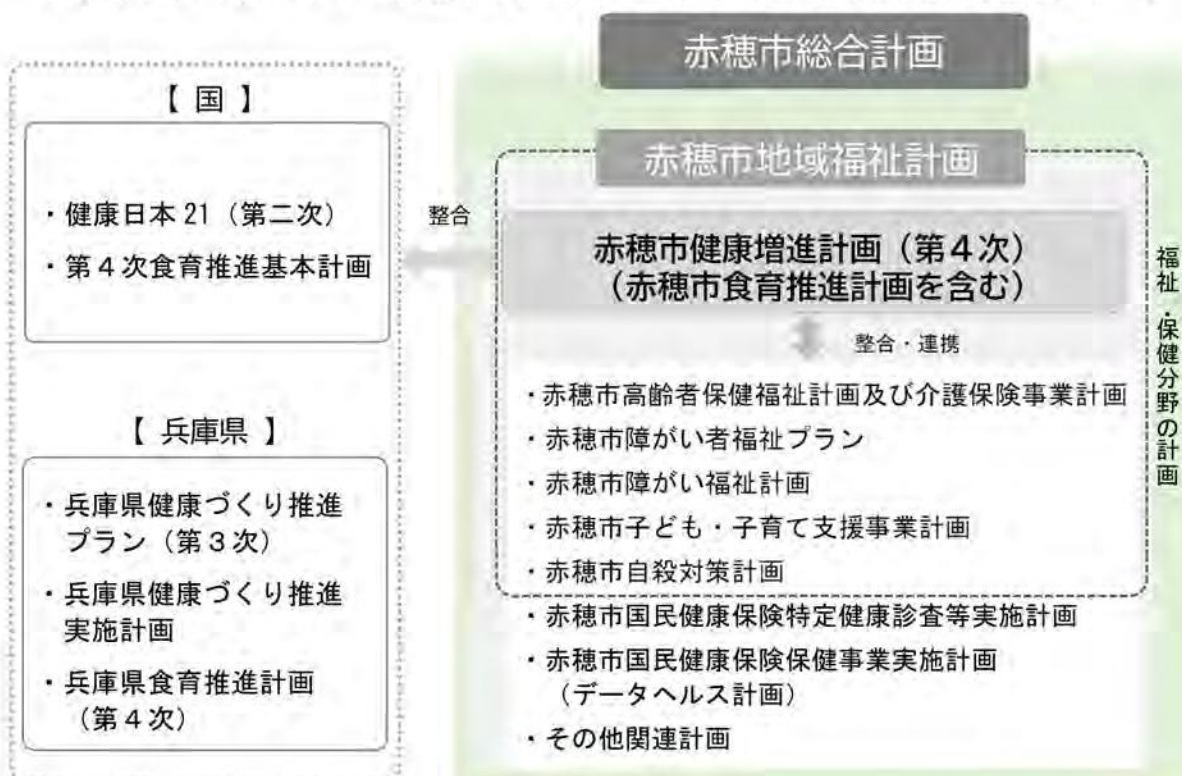 赤穂市総合計画
【 国 】
・健康日本 21（第二次）
・第４次食育推進基本計画
【 兵庫県 】
・兵庫県健康づくり推進
プラン（第３次）
・兵庫県健康づくり推進
実施計画
・兵庫県食育推進計画
（第４次）
整合
赤穂市地域福祉計画
赤穂市健康増進計画（第４次）
（赤穂市食育推進計画を含む）
整合・連携
・赤穂市高齢者保健福祉計画及び介護保険事業計画
・赤穂市障がい者福祉プラン
・赤穂市障がい福祉計画
・赤穂市子ども・子育て支援事業計画
・赤穂市自殺対策計画
・赤穂市国民健康保険特定健康診査等実施計画
・赤穂市国民健康保険保健事業実施計画
（データヘルス計画）
・その他関連計画
福祉・保健分野の計画